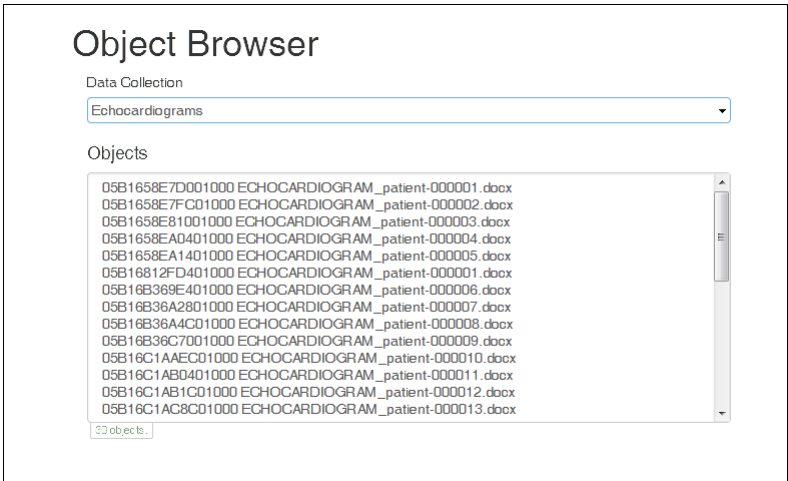 Object Browser
Data Collection
Echocardiograms
Objects
05B1658E7D001000 ECHOCARDIOGRAM_patient-000001.docx
05B1658E7FC01000 ECHOCARDIOGRAM_patient-000002.docx
05B1658E81001000 ECHOCARDIOGRAM_patient-000003.docx
05B1658EA0401000 ECHOCARDIOGRAM_patient-000004.docx
05B1658EA1401000 ECHOCARDIOGRAM_patient-000005.docx
05B16812FD401000 ECHOCARDIOGRAM_patient-000001.docx
05B16B369E401000 ECHOCARDIOGRAM_patient-000006.docx
05B16B36A2801000 ECHOCARDIOGRAM_patient-000007.docx
05B16B36A4C01000 ECHOCARDIOGRAM_patient-000008.docx
05B16B36C7001000 ECHOCARDIOGRAM_patient-000009.docx
05B16C1AAEC01000 ECHOCARDIOGRAM_patient-000010.docx
05B16C1AB0401000 ECHOCARDIOGRAM_patient-000011.docx
05B16C1AB1C01000 ECHOCARDIOGRAM_patient-000012.docx
05B16C1AC8C01000 ECHOCARDIOGRAM_patient-000013.docx
30 objects.